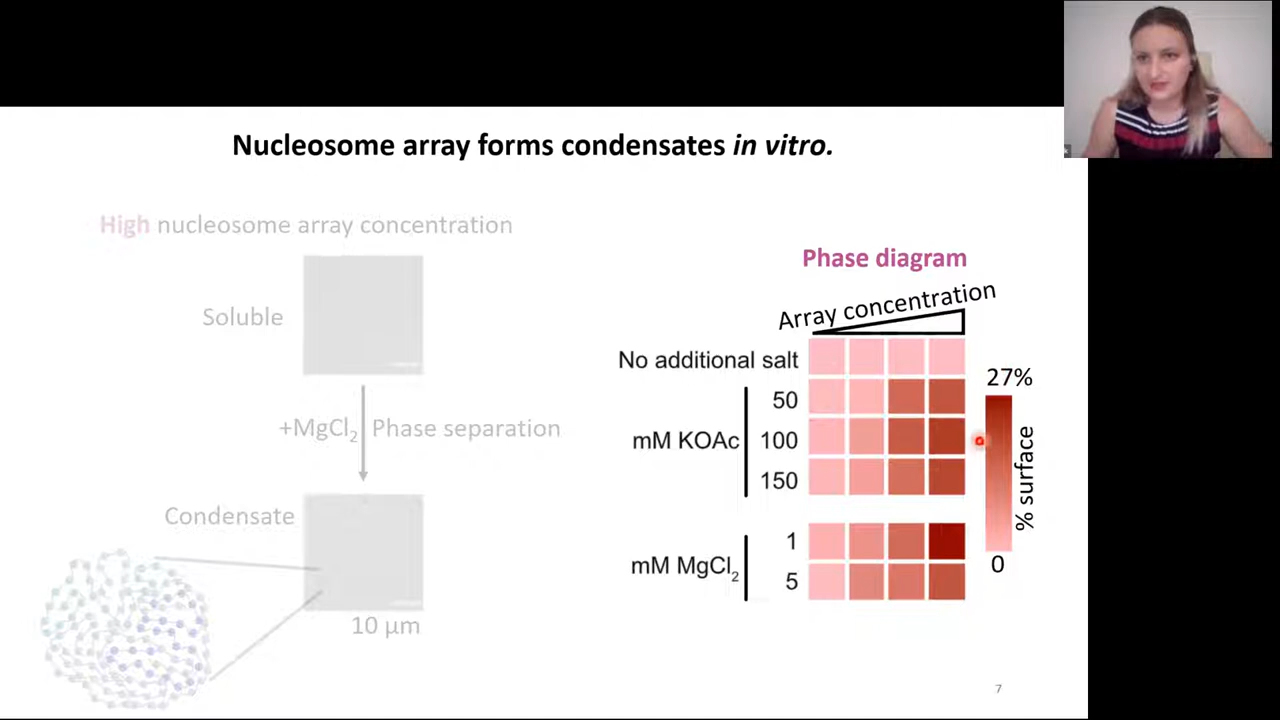 Nucleosome array forms condensates in vitro.
High nucleosome array concentration
Soluble
+MgCl2 Phase separation
Condensate
10 µm
Phase diagram
Array concentration
No additional salt
mM KOAc
50
100
150
mM MgCl2
1
5
27%
% surface
0
7